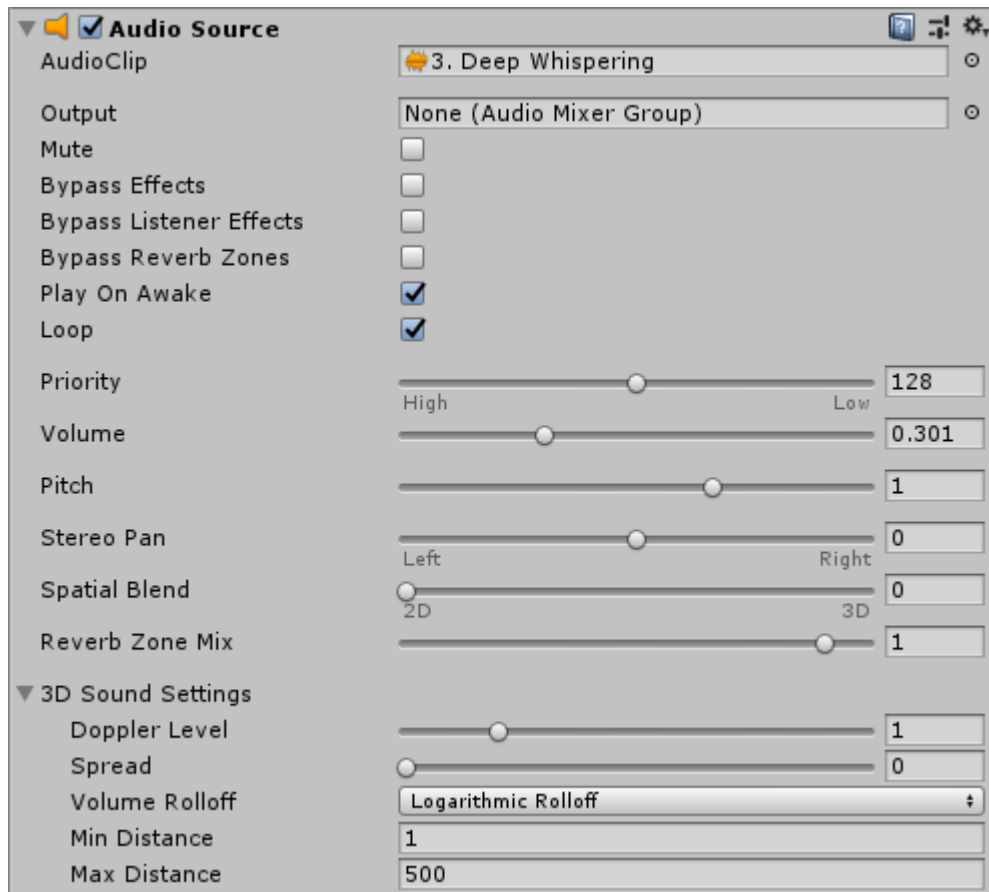 Audio Source
AudioClip 3. Deep Whispering
Output None (Audio Mixer Group)
Mute
Bypass Effects
Bypass Listener Effects
Bypass Reverb Zones
Play On Awake
Loop
Priority 128
High Low
Volume 0.301
Pitch 1
Stereo Pan 0
Left Right
Spatial Blend 0
2D 3D
Reverb Zone Mix 1
3D Sound Settings
Doppler Level 1
Spread 0
Volume Rolloff Logarithmic Rolloff
Min Distance 1
Max Distance 500